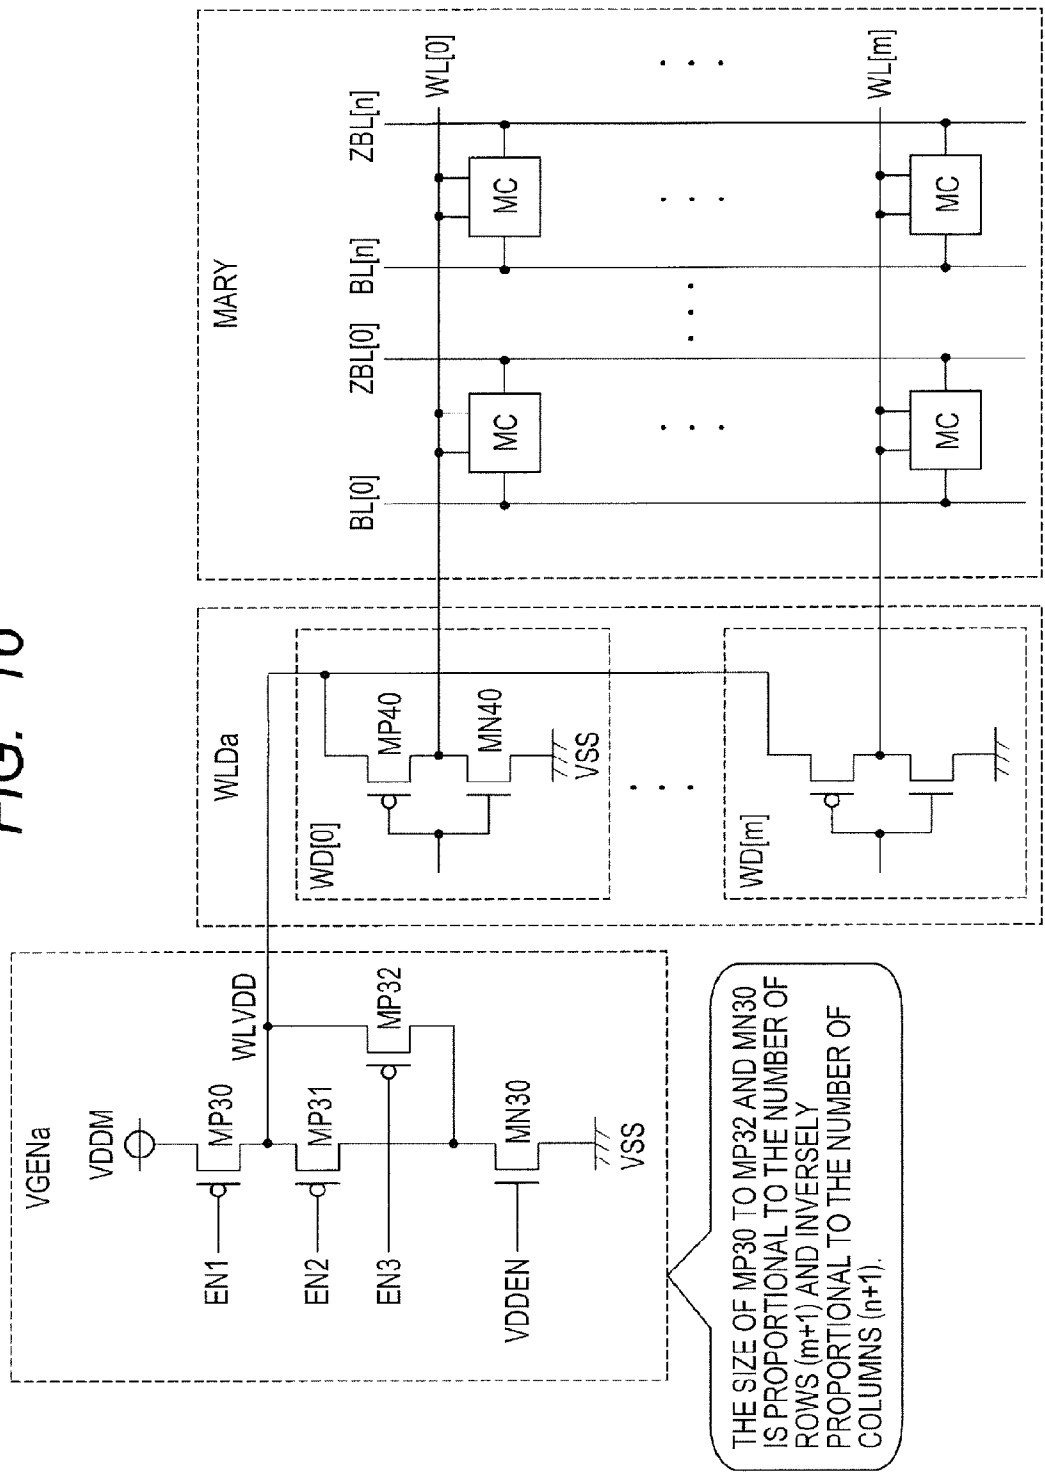 FIG.
VGENa
VDDM
EN1
MP30
WLVDD
EN2
MP31
EN3
MP32
VDDEN
MN30
VSS
THE SIZE OF MP30 TO MP32 AND MN30
IS PROPORTIONAL TO THE NUMBER OF
ROWS (m+1) AND INVERSELY
PROPORTIONAL TO THE NUMBER OF
COLUMNS (n+1).
WLDa
WD[0]
MP40
MN40
VSS
WD[m]
MARY
BL[0]
ZBL[0]
BL[n]
ZBL[n]
WL[0]
MC
MC
WL[m]
MC
MC